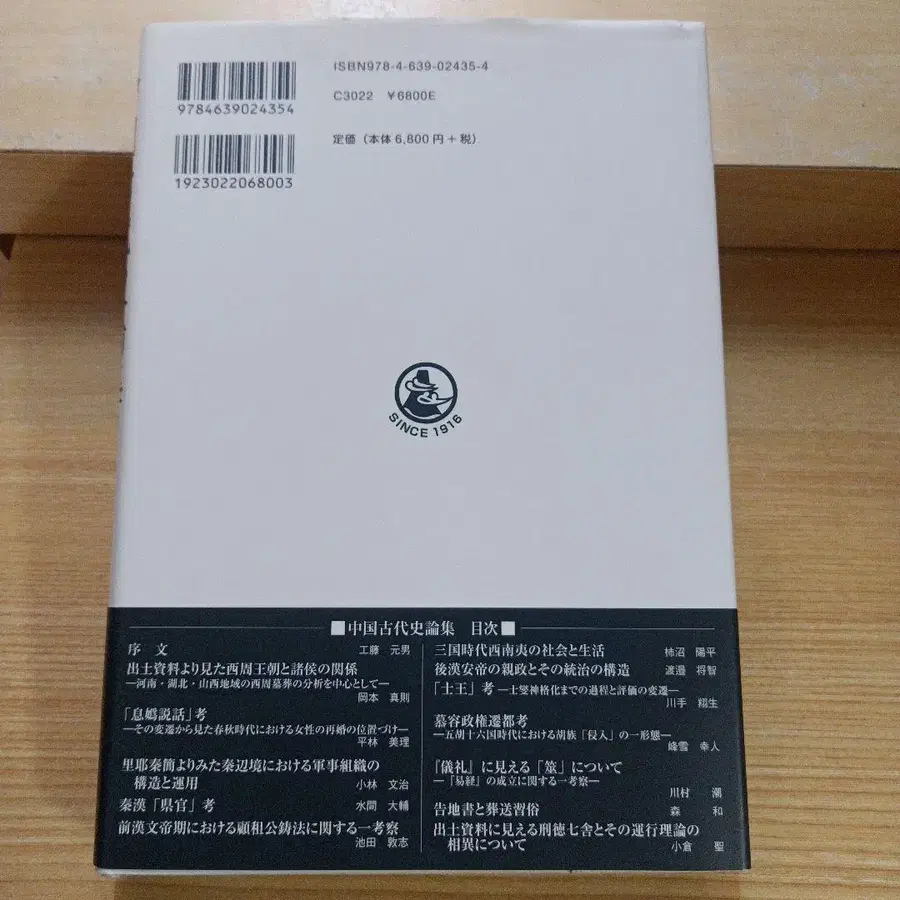 ISBN978-4-639-02435-4
9784639024354
C3022 ¥6800E
定価（本体6,800円＋税）
1923022068003
SINCE 1916
■中国古代史論集 目次■
序 文 工藤 元男
出土資料より見た西周王朝と諸侯の関係
―河南・湖北・山西地域の西周墓葬の分析を中心として―
岡本 真則
「息嬀説話」考
―その変遷から見た春秋時代における女性の再婚の位置づけ―
平林 美理
里耶秦簡よりみた秦辺境における軍事組織の
構造と運用 小林 文治
秦漢「県官」考 水間 大輔
前漢文帝期における顧租公鋳法に関する一考察
池田 敦志
三国時代西南夷の社会と生活 柿沼 陽平
後漢安帝の親政とその統治の構造 渡邉 将智
「士王」考 ―士燮神格化までの過程と評価の変遷―
川手 翔生
慕容政権遷都考
―五胡十六国時代における胡族「侵入」の一形態―
峰雪 幸人
『儀礼』に見える「筮」について
―『易経』の成立に関する一考察―
川村 潮
告地書と葬送習俗 森 和
出土資料に見える刑徳七舎とその運行理論の
相異について 小倉 聖